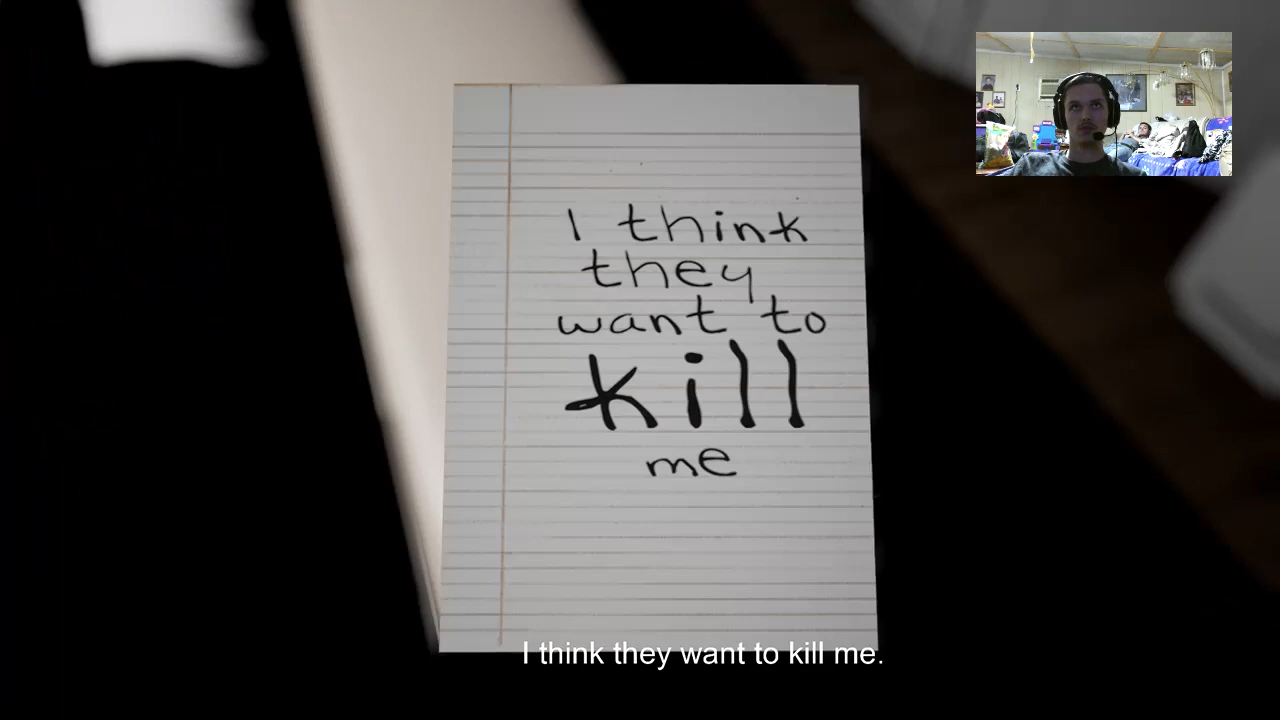 I think
they
want to
kill
me
I think they want to kill me.